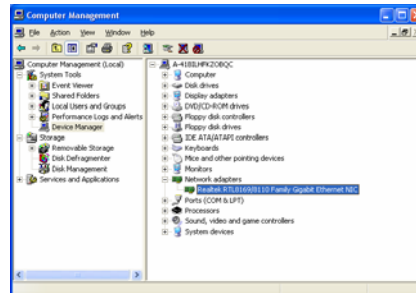 Computer Management
File Action View Window Help
Computer Management (Local)
System Tools
Event Viewer
Shared Folders
Local Users and Groups
Performance Logs and Alerts
Device Manager
Storage
Removable Storage
Disk Defragmenter
Disk Management
Services and Applications
Computer
Disk drives
Display adapters
DVD/CD-ROM drives
Floppy disk controllers
Floppy disk drives
IDE ATA/ATAPI controllers
Keyboards
Mice and other pointing devices
Monitors
Network adapters
Realtek RTL8169/8110 Family Gigabit Ethernet NIC
Ports (COM & LPT)
Processors
Sound, video and game controllers
System devices